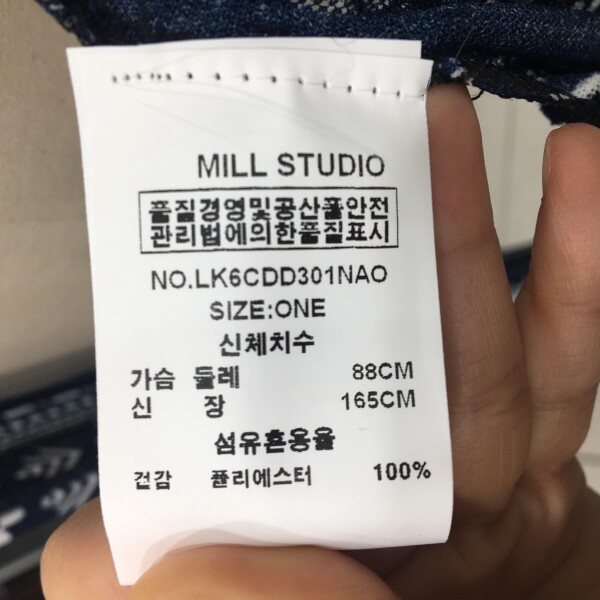 MILL STUDIO
품질경영및공산품안전
관리법에의한품질표시
NO.LK6CDD301NAO
SIZE:ONE
신체치수
가슴 둘레 88CM
신 장 165CM
섬유혼용율
겉감 폴리에스터 100%